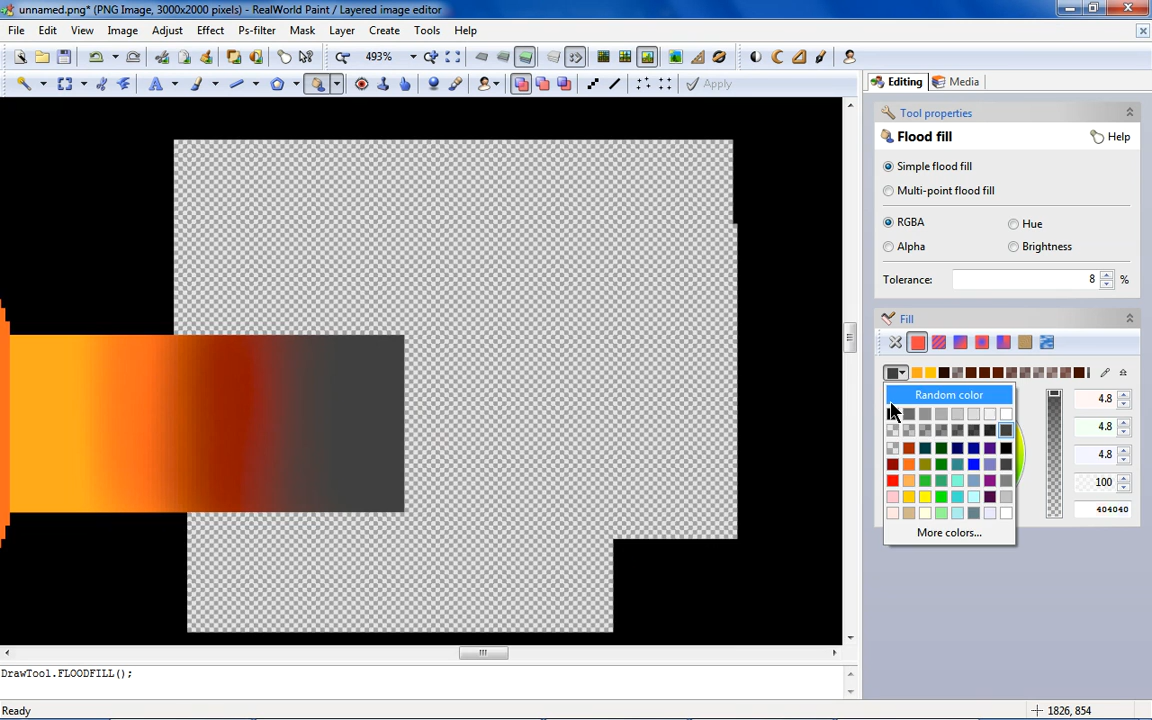 unnamed.png* (PNG Image, 3000x2000 pixels) - RealWorld Paint / Layered image editor
File Edit View Image Adjust Effect Ps-filter Mask Layer Create Tools Help
493%
Apply
Editing Media
Tool properties
Flood fill Help
Simple flood fill
Multi-point flood fill
RGBA Hue
Alpha Brightness
Tolerance: 8 %
Fill
Random color
4.8
4.8
4.8
100
404040
More colors...
DrawTool.FLOODFILL();
Ready 1826, 854